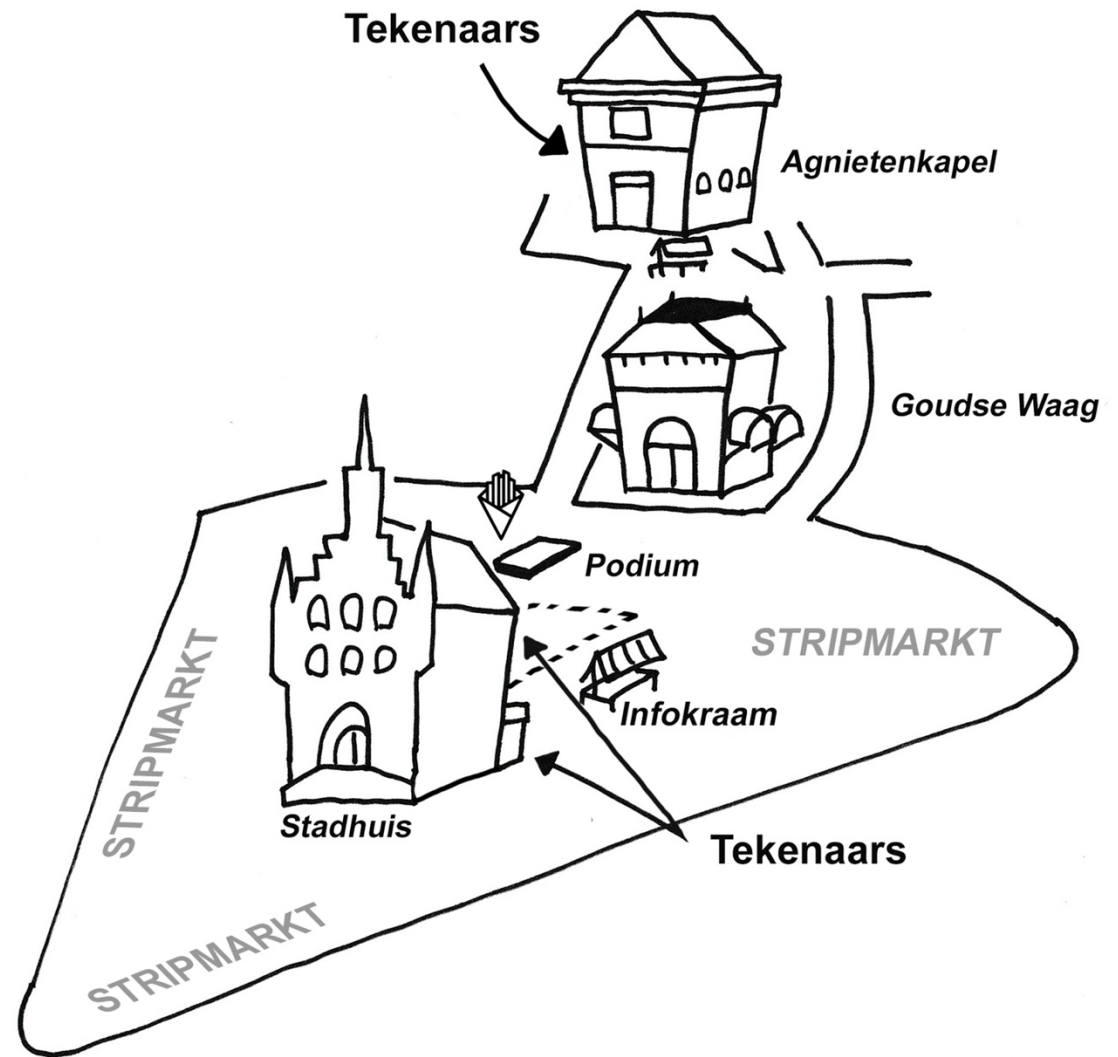 Tekenaars
Agnietenkapel
Goudse Waag
Podium
STRIPMARKT
STRIPMARKT
Infokraam
Stadhuis
Tekenaars
STRIPMARKT